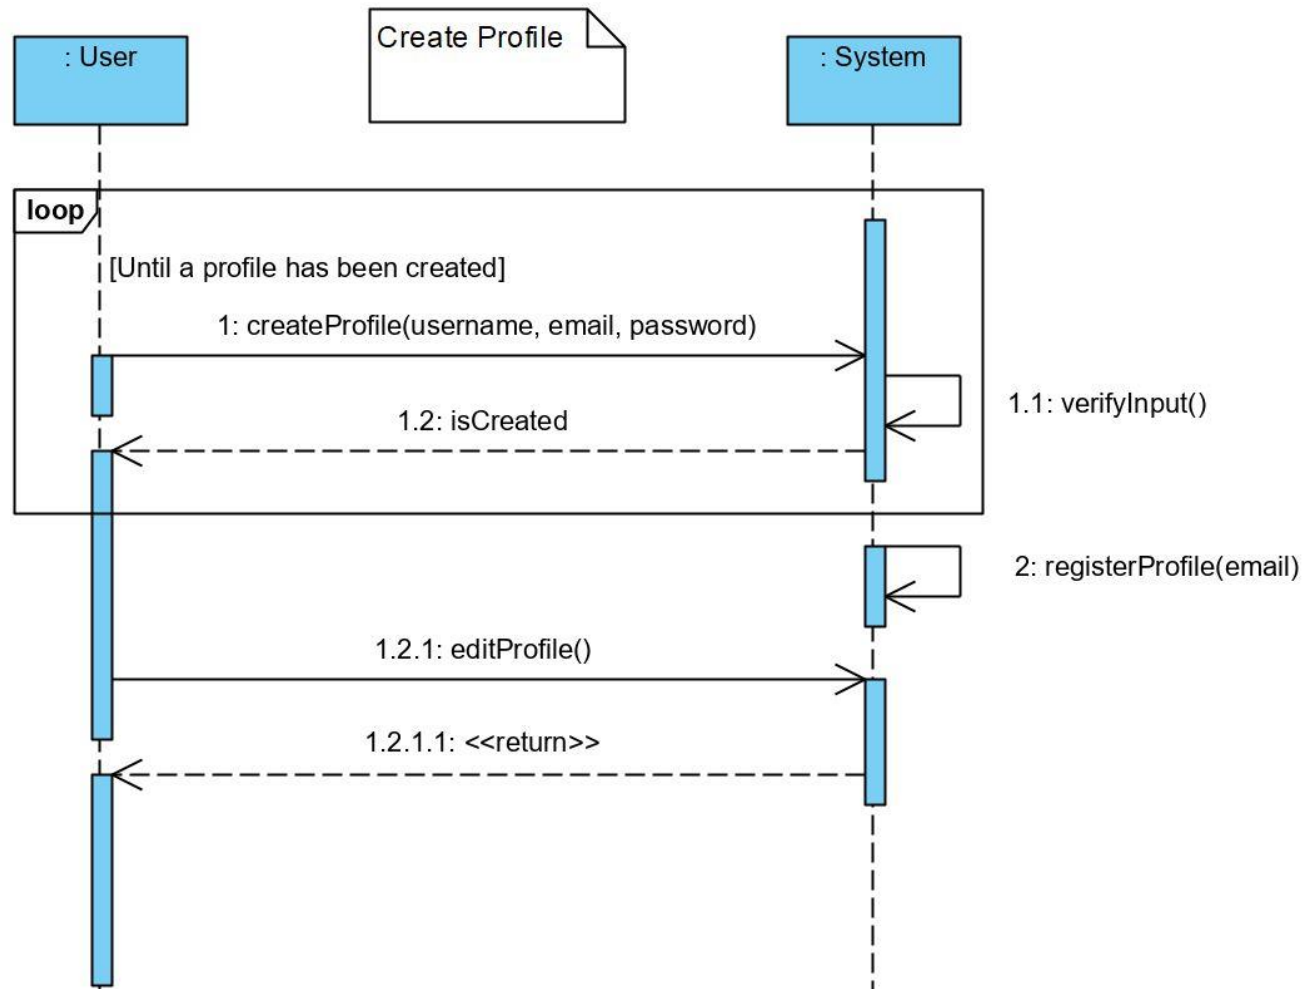 : User
Create Profile
: System
loop
[Until a profile has been created]
1: createProfile(username, email, password)
1.1: verifyInput()
1.2: isCreated
2: registerProfile(email)
1.2.1: editProfile()
1.2.1.1: <<return>>